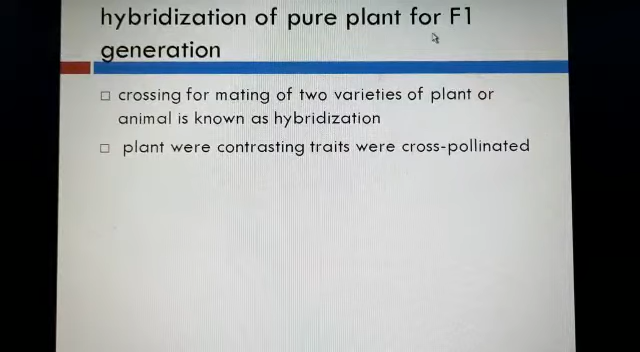 hybridization of pure plant for F1
generation
crossing for mating of two varieties of plant or
animal is known as hybridization
plant were contrasting traits were cross-pollinated